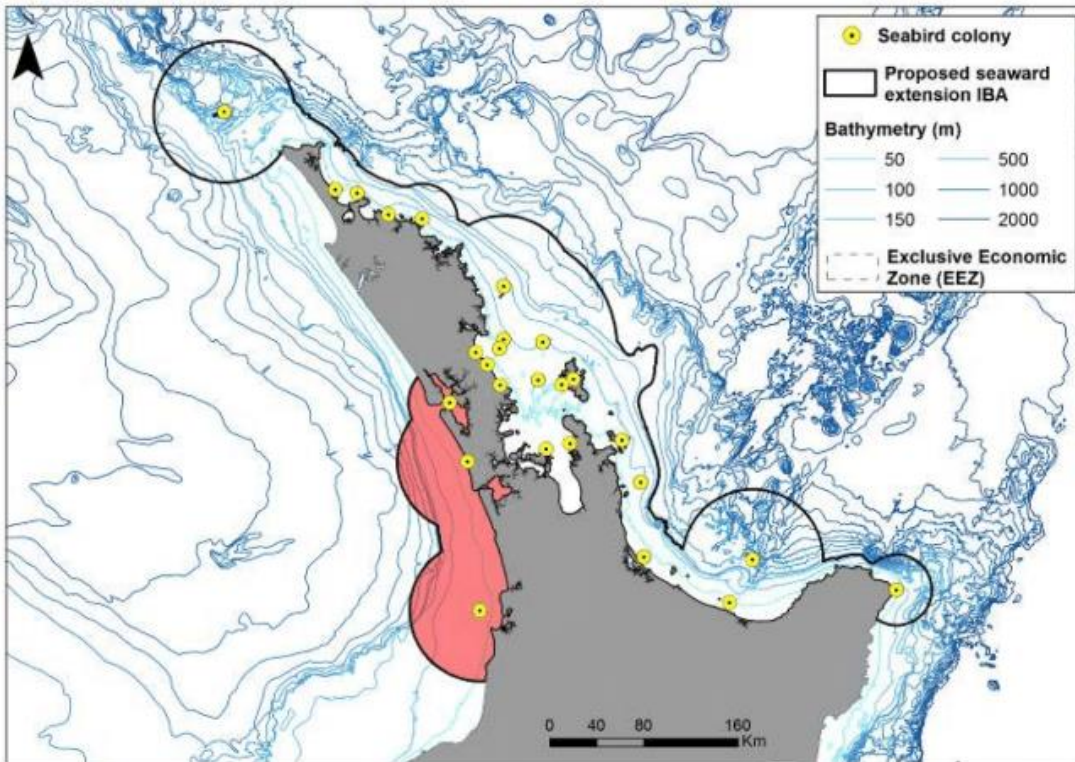 Seabird colony
Proposed seaward
extension IBA
Bathymetry (m)
50 500
100 1000
150 2000
Exclusive Economic
Zone (EEZ)
0 40 80 160
Km